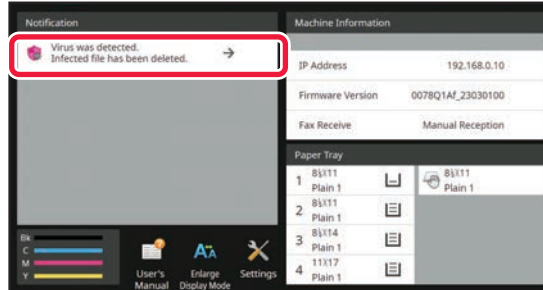 Notification
Virus was detected.
Infected file has been deleted.
Machine Information
IP Address 192.168.0.10
Firmware Version 0078Q1Af_23030100
Fax Receive Manual Reception
Paper Tray
1 8½X11
Plain 1
2 8½X11
Plain 1
3 8½X14
Plain 1
4 11X17
Plain 1
8½X11
Plain 1
Bk
C
M
Y
User's
Manual
Enlarge
Display Mode
Settings